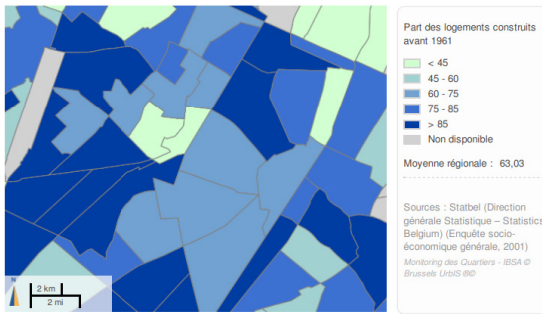 Part des logements construits
avant 1961
< 45
45 - 60
60 - 75
75 - 85
> 85
Non disponible
Moyenne régionale : 63,03
Sources : Statbel (Direction
générale Statistique – Statistics
Belgium) (Enquête socio-
économique générale, 2001)
Monitoring des Quartiers - IBSA ©
Brussels UrbIS ®©
N
2 km
2 mi